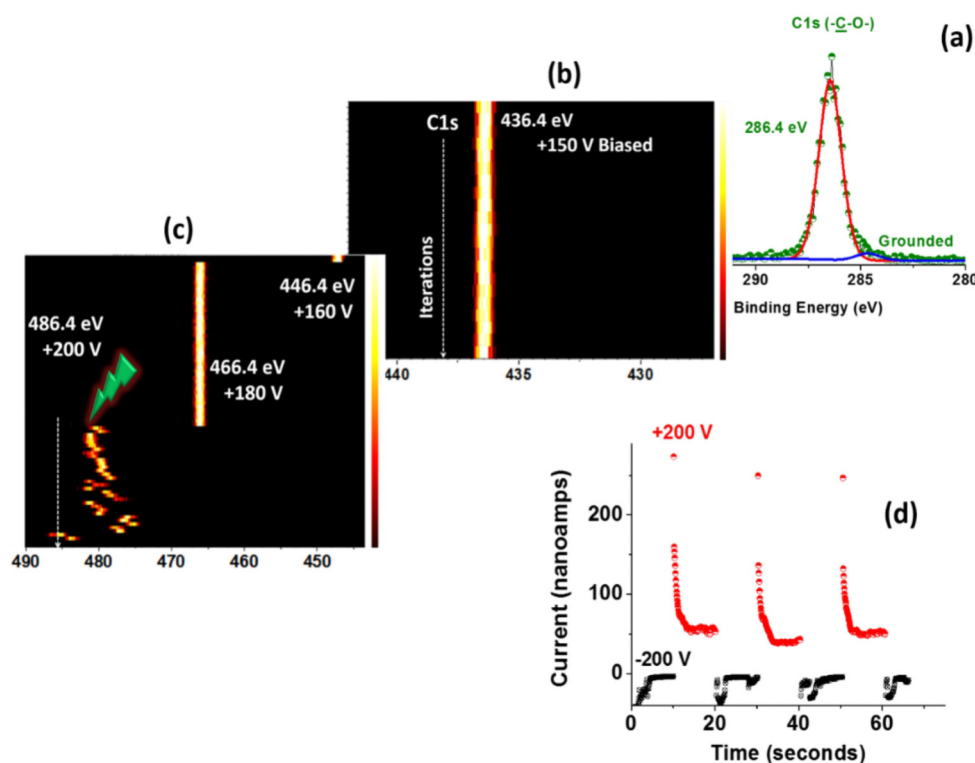 C1s (-C-O-)
(a)
286.4 eV
Grounded
290
285
280
Binding Energy (eV)
(b)
C1s
436.4 eV
+150 V Biased
Iterations
440
435
430
(c)
446.4 eV
+160 V
486.4 eV
+200 V
466.4 eV
+180 V
490
480
470
460
450
+200 V
(d)
200
100
0
-200 V
Current (nanoamps)
0
20
40
60
Time (seconds)